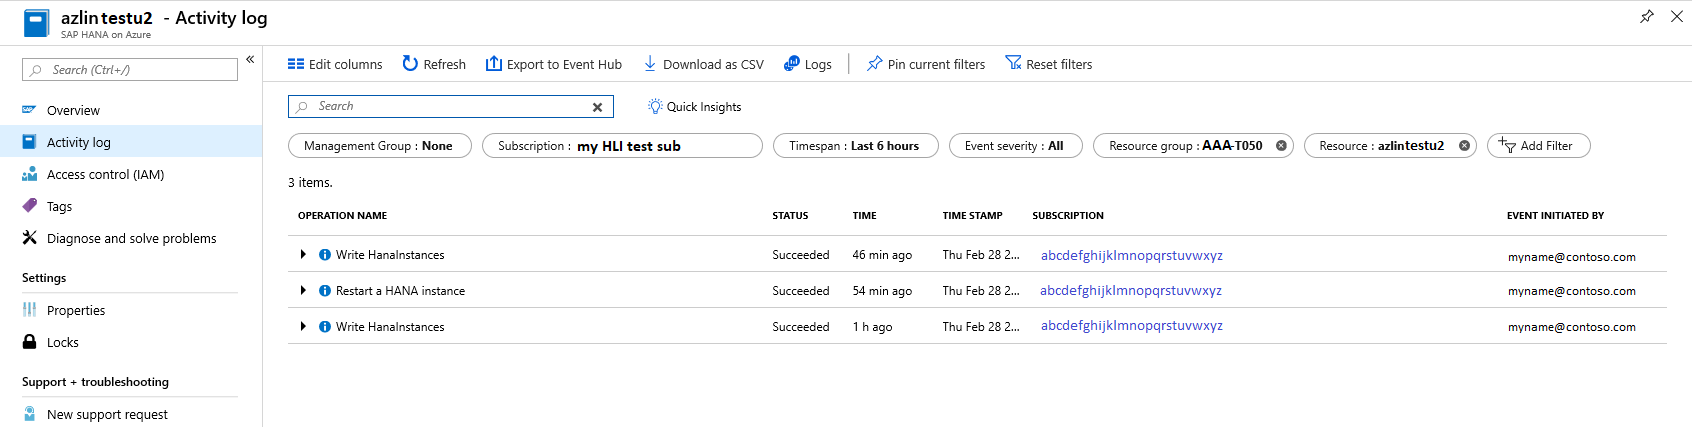 azlintestu2 - Activity log
SAP HANA on Azure
Search (Ctrl+/)
«
Overview
Activity log
Access control (IAM)
Tags
Diagnose and solve problems
Settings
Properties
Locks
Support + troubleshooting
New support request
Edit columns Refresh Export to Event Hub Download as CSV Logs Pin current filters Reset filters
Search Quick Insights
Management Group : None Subscription : my HLI test sub Timespan : Last 6 hours Event severity : All Resource group : AAA-T050 Resource : azlintestu2 Add Filter
3 items.
OPERATION NAME STATUS TIME TIME STAMP SUBSCRIPTION EVENT INITIATED BY
Write HanaInstances Succeeded 46 min ago Thu Feb 28 2... abcdefghijklmnopqrstuvwxyz myname@contoso.com
Restart a HANA instance Succeeded 54 min ago Thu Feb 28 2... abcdefghijklmnopqrstuvwxyz myname@contoso.com
Write HanaInstances Succeeded 1 h ago Thu Feb 28 2... abcdefghijklmnopqrstuvwxyz myname@contoso.com